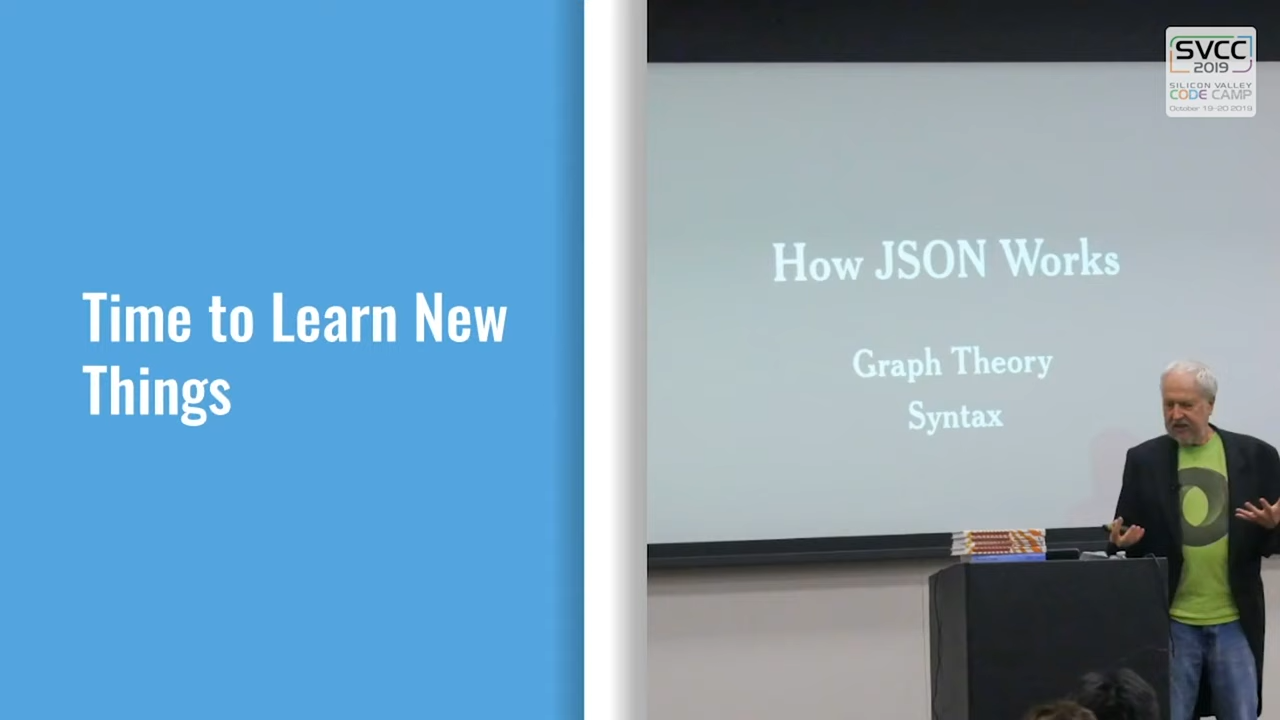 Time to Learn New
Things
How JSON Works
Graph Theory
Syntax
SVCC
2019
SILICON VALLEY
CODE CAMP
October 19-20 2019